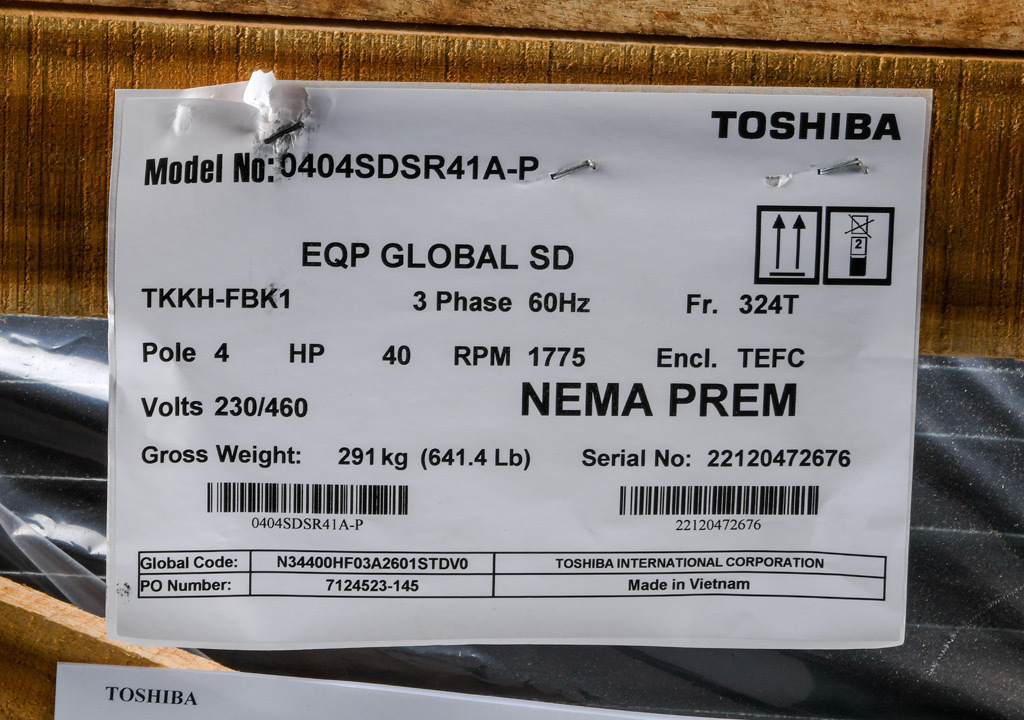 TOSHIBA
Model No: 0404SDSR41A-P
EQP GLOBAL SD
2
TKKH-FBK1 3 Phase 60Hz Fr. 324T
Pole 4 HP 40 RPM 1775 Encl. TEFC
Volts 230/460 NEMA PREM
Gross Weight: 291 kg (641.4 Lb) Serial No: 22120472676
0404SDSR41A-P 22120472676
Global Code: N34400HF03A2601STDV0 TOSHIBA INTERNATIONAL CORPORATION
PO Number: 7124523-145 Made in Vietnam
TOSHIBA